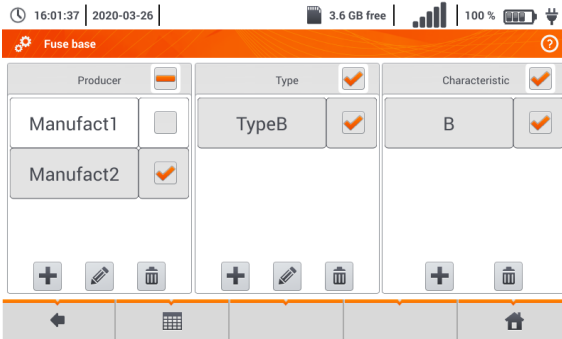 16:01:37 2020-03-26 3.6 GB free 100 %
Fuse base ?
Producer Type Characteristic
Manufact1 TypeB B
Manufact2